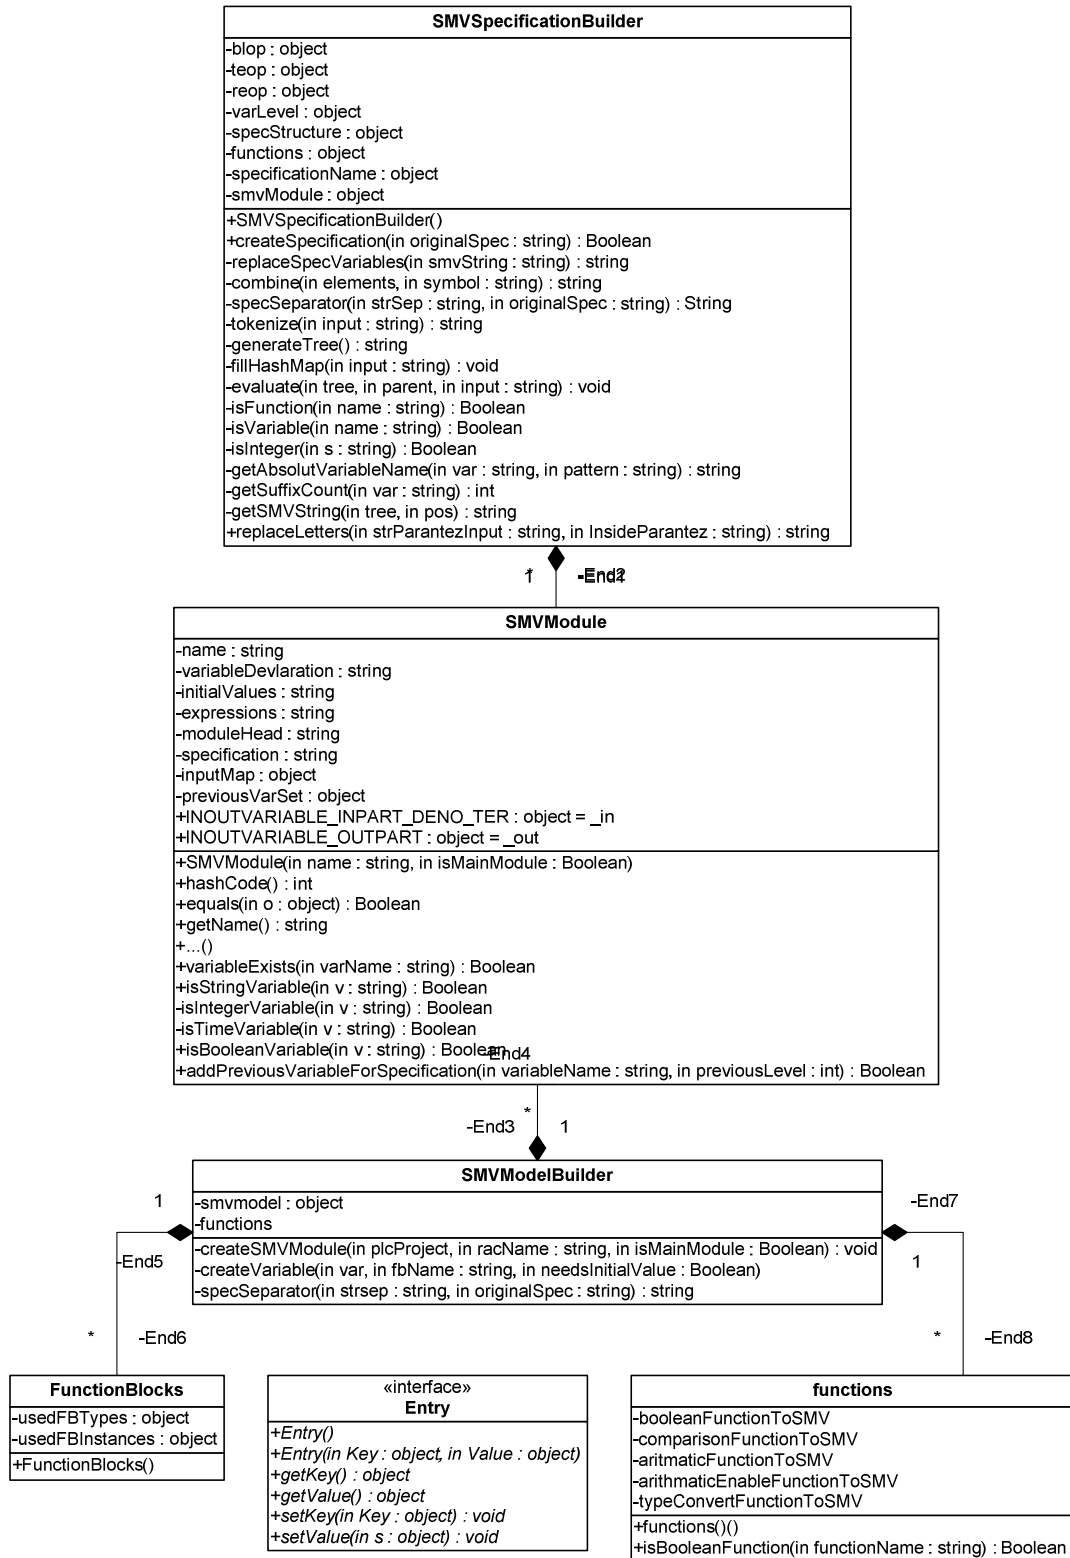 SMVSpecificationBuilder
-blop : object
-teop : object
-reop : object
-varLevel : object
-specStructure : object
-functions : object
-specificationName : object
-smvModule : object
+SMVSpecificationBuilder()
+createSpecification(in originalSpec : string) : Boolean
-replaceSpecVariables(in smvString : string) : string
-combine(in elements, in symbol : string) : string
-specSeparator(in strSep : string, in originalSpec : string) : String
-tokenize(in input : string) : string
-generateTree() : string
-fillHashMap(in input : string) : void
-evaluate(in tree, in parent, in input : string) : void
-isFunction(in name : string) : Boolean
-isVariable(in name : string) : Boolean
-isInteger(in s : string) : Boolean
-getAbsolutVariableName(in var : string, in pattern : string) : string
-getSuffixCount(in var : string) : int
-getSMVString(in tree, in pos) : string
+replaceLetters(in strParantezInput : string, in InsideParantez : string) : string
1 * -End1 -End2
SMVModule
-name : string
-variableDevlaration : string
-initialValues : string
-expressions : string
-moduleHead : string
-specification : string
-inputMap : object
-previousVarSet : object
+INOUTVARIABLE_INPART_DENO_TER : object = _in
+INOUTVARIABLE_OUTPART : object = _out
+SMVModule(in name : string, in isMainModule : Boolean)
+hashCode() : int
+equals(in o : object) : Boolean
+getName() : string
+...()
+variableExists(in varName : string) : Boolean
+isStringVariable(in v : string) : Boolean
-isIntegerVariable(in v : string) : Boolean
-isTimeVariable(in v : string) : Boolean
+isBooleanVariable(in v : string) : Boolean
-End4
+addPreviousVariableForSpecification(in variableName : string, in previousLevel : int) : Boolean
*
-End3 1
SMVModelBuilder
-smvmodel : object
-functions
-createSMVModule(in plcProject, in racName : string, in isMainModule : Boolean) : void
-createVariable(in var, in fbName : string, in needsInitialValue : Boolean)
-specSeparator(in strsep : string, in originalSpec : string) : string
1
-End5
-End7
1
* -End6
* -End8
FunctionBlocks
-usedFBTypes : object
-usedFBInstances : object
+FunctionBlocks()
«interface»
Entry
+Entry()
+Entry(in Key : object, in Value : object)
+getKey() : object
+getValue() : object
+setKey(in Key : object) : void
+setValue(in s : object) : void
functions
-booleanFunctionToSMV
-comparisonFunctionToSMV
-aritmaticFunctionToSMV
-arithmaticEnableFunctionToSMV
-typeConvertFunctionToSMV
+functions()()
+isBooleanFunction(in functionName : string) : Boolean